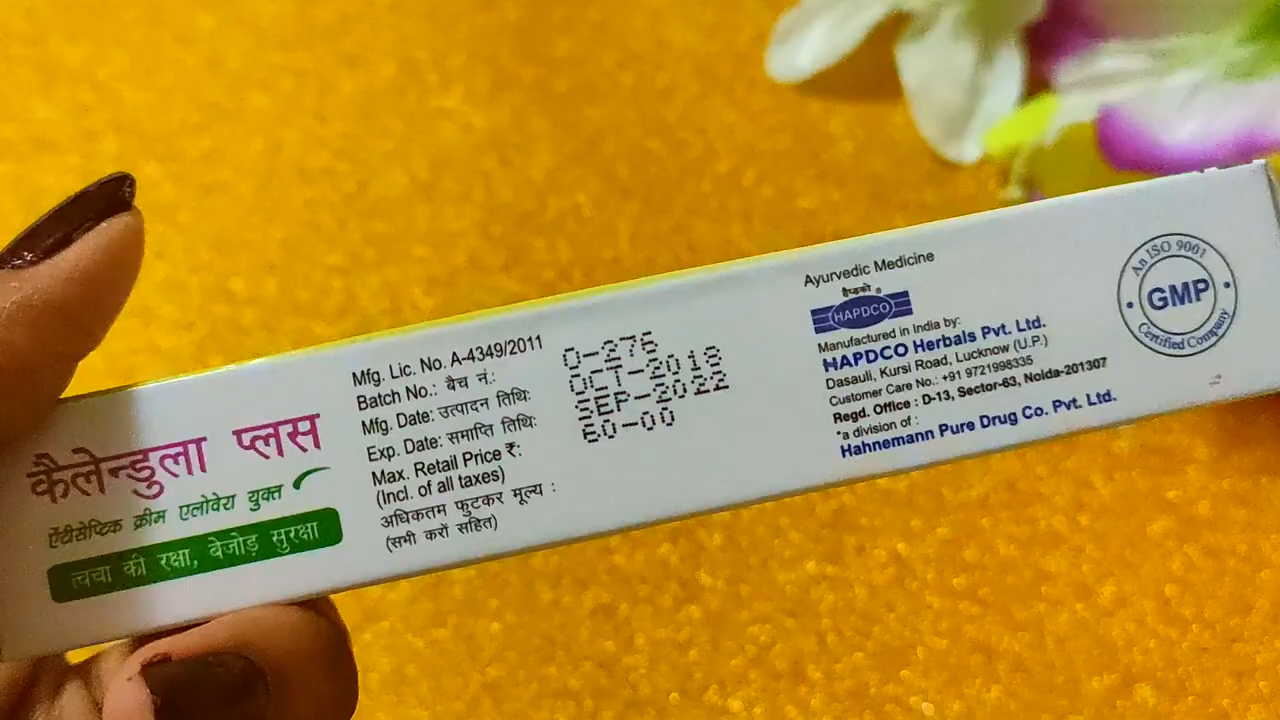 कैलेन्डुला प्लस
ऐंटीसेप्टिक क्रीम एलोवेरा युक्त
त्वचा की रक्षा, बेजोड़ सुरक्षा
Mfg. Lic. No. A-4349/2011
Batch No.: बैच नं.:
Mfg. Date: उत्पादन तिथि:
Exp. Date: समाप्ति तिथि:
Max. Retail Price ₹:
(Incl. of all taxes)
अधिकतम फुटकर मूल्य :
(सभी करों सहित)
O-276
OCT-2018
SEP-2022
60-00
Ayurvedic Medicine
हैप्डको ®
HAPDCO
Manufactured in India by:
HAPDCO Herbals Pvt. Ltd.
Dasauli, Kursi Road, Lucknow (U.P.)
Customer Care No.: +91 9721998335
Regd. Office : D-13, Sector-63, Noida-201307
*a division of :
Hahnemann Pure Drug Co. Pvt. Ltd.
An ISO 9001
GMP
Certified Company